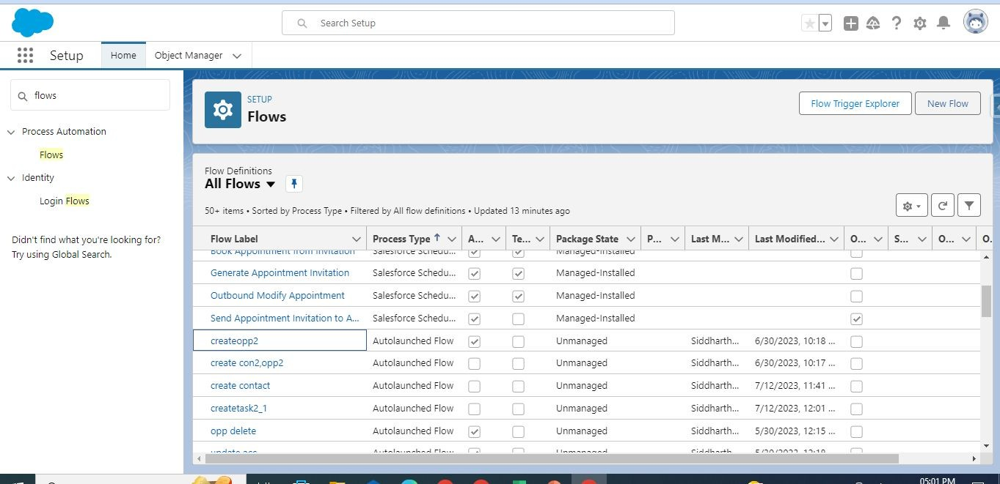 Search Setup
Setup
Home
Object Manager
flows
Process Automation
Flows
Identity
Login Flows
Didn't find what you're looking for?
Try using Global Search.
SETUP
Flows
Flow Trigger Explorer
New Flow
Flow Definitions
All Flows
50+ items • Sorted by Process Type • Filtered by All flow definitions • Updated 13 minutes ago
Flow Label Process Type A... Te... Package State P... Last M... Last Modified... O... S... O... O.
Book Appointment from Invitation Salesforce Schedu... Managed-Installed
Generate Appointment Invitation Salesforce Schedu... Managed-Installed
Outbound Modify Appointment Salesforce Schedu... Managed-Installed
Send Appointment Invitation to A... Salesforce Schedu... Managed-Installed
createopp2 Autolaunched Flow Unmanaged Siddharth... 6/30/2023, 10:18 ...
create con2,opp2 Autolaunched Flow Unmanaged Siddharth... 6/30/2023, 10:17 ...
create contact Autolaunched Flow Unmanaged Siddharth... 7/12/2023, 11:41 ...
createtask2_1 Autolaunched Flow Unmanaged Siddharth... 7/12/2023, 12:01 ...
opp delete Autolaunched Flow Unmanaged Siddharth... 5/30/2023, 12:15 ...
update acc Autolaunched Flow Unmanaged Siddharth...
05:01 PM